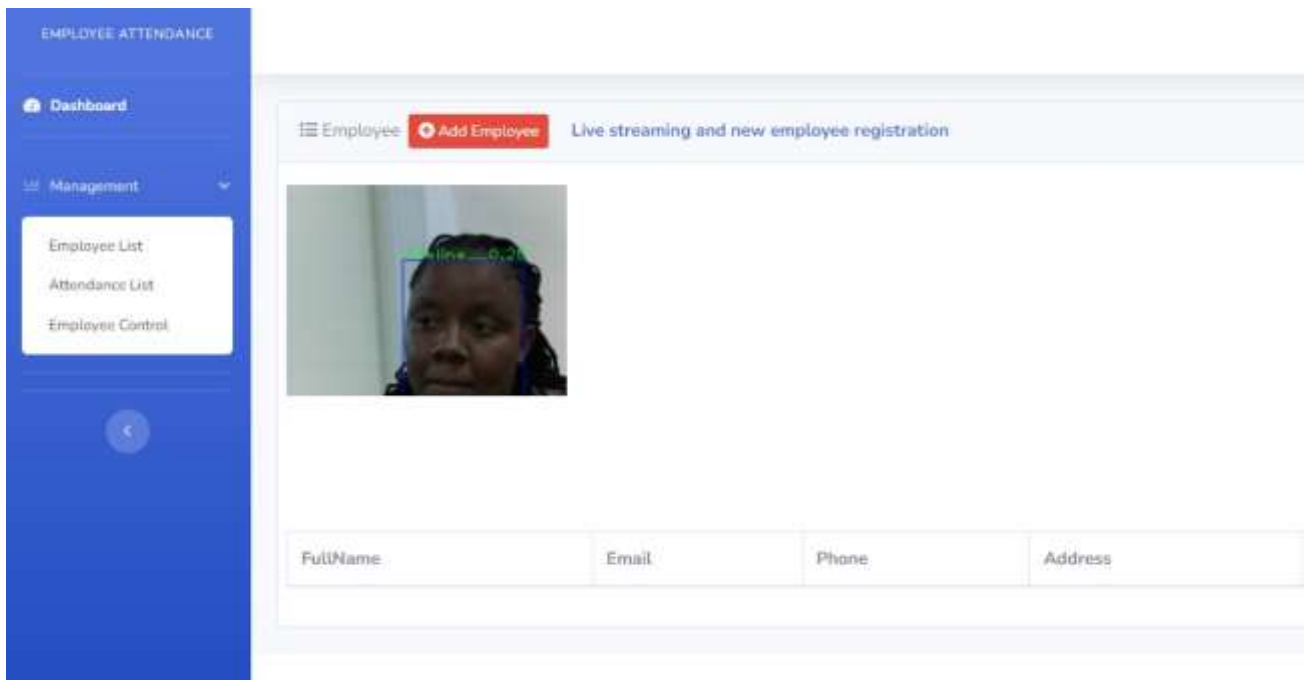 EMPLOYEE ATTENDANCE
Dashboard
Management
Employee List
Attendance List
Employee Control
Employee
Add Employee
Live streaming and new employee registration
FullName
Email
Phone
Address